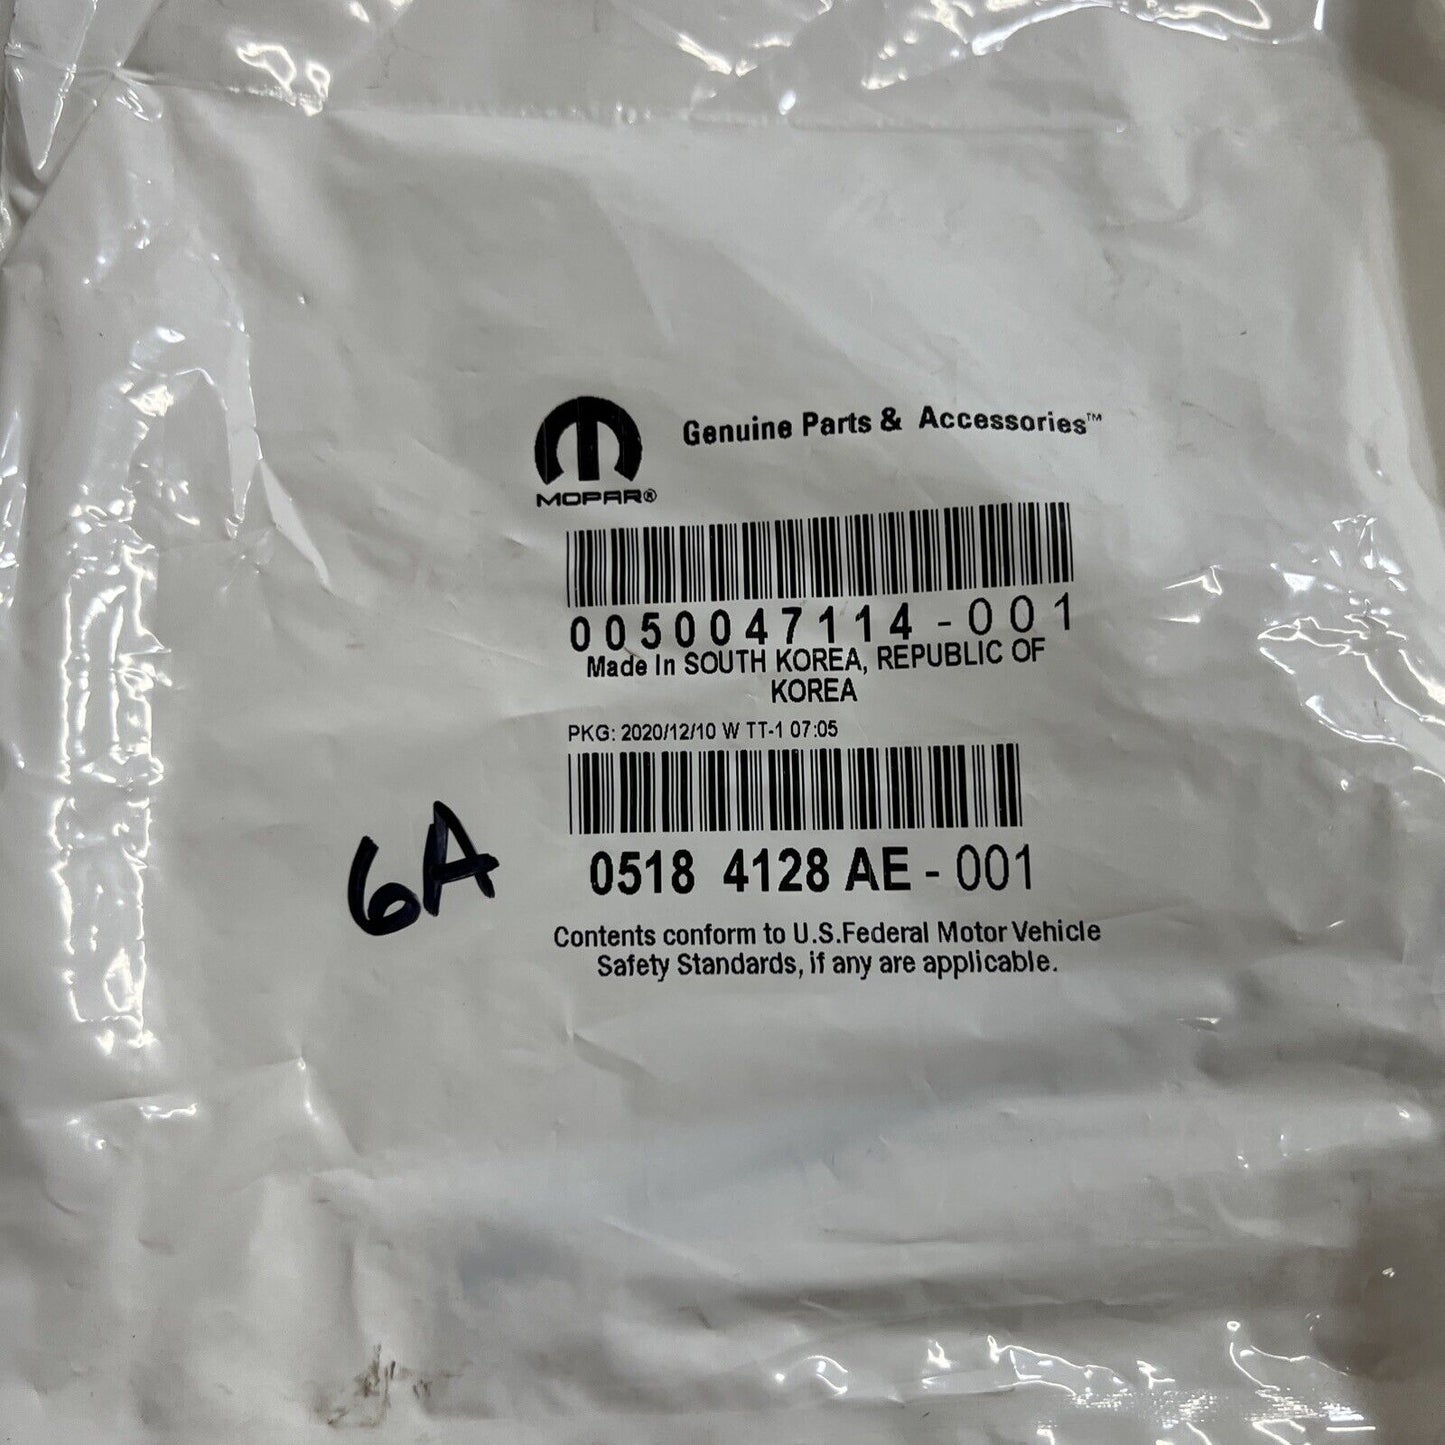 MOPAR®
Genuine Parts & Accessories™
0050047114-001
Made In SOUTH KOREA, REPUBLIC OF
KOREA
PKG: 2020/12/10 W TT-1 07:05
6A
0518 4128 AE - 001
Contents conform to U.S.Federal Motor Vehicle
Safety Standards, if any are applicable.